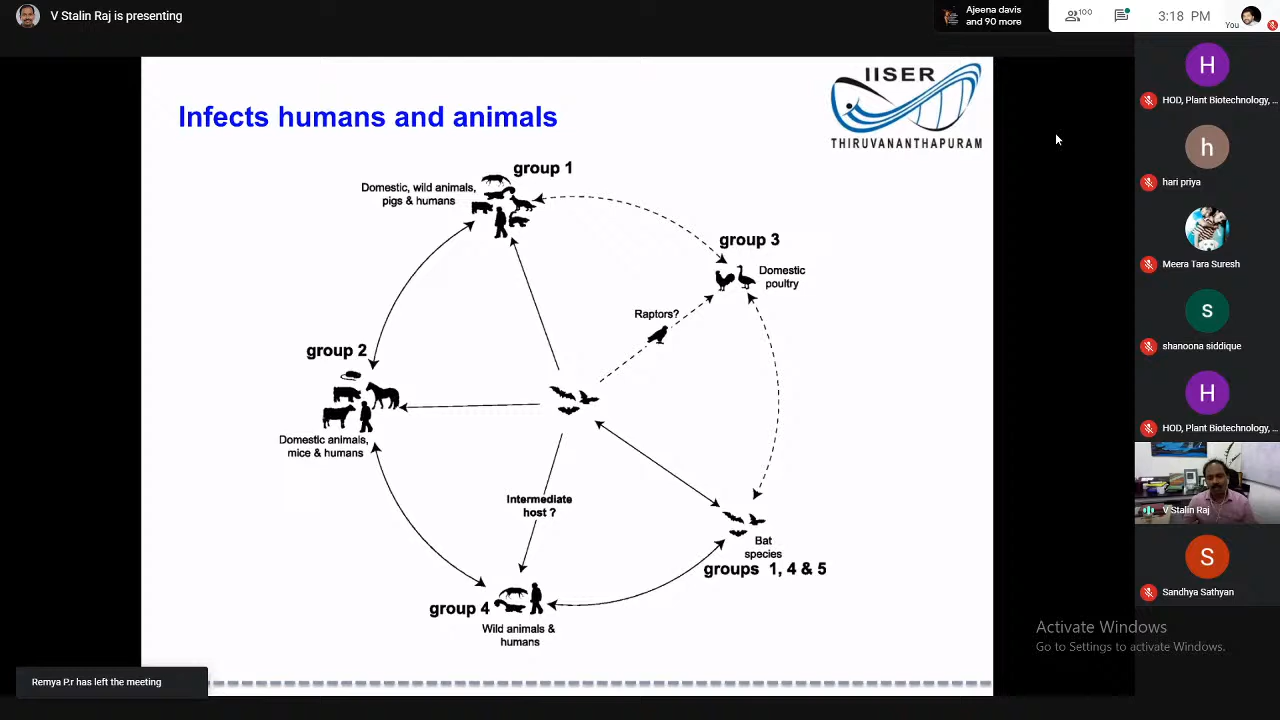 V Stalin Raj is presenting
Ajeena davis
and 90 more
100
3:18 PM
You
Infects humans and animals
IISER
THIRUVANANTHAPURAM
group 1
Domestic, wild animals,
pigs & humans
group 3
Domestic
poultry
Raptors?
group 2
Domestic animals,
mice & humans
Intermediate
host ?
Bat
species
groups 1, 4 & 5
group 4
Wild animals &
humans
H
HOD, Plant Biotechnology, ...
h
hari priya
Meera Tara Suresh
s
shanoona siddique
H
HOD, Plant Biotechnology, ...
V Stalin Raj
S
Sandhya Sathyan
Activate Windows
Go to Settings to activate Windows.
Remya P.r has left the meeting